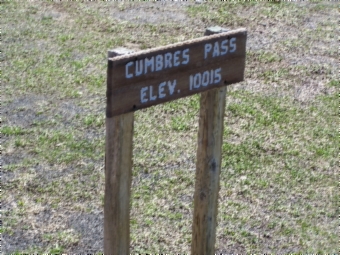 CUMBRES PASS
ELEV. 10015